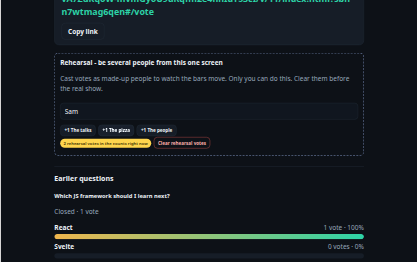 n7wtmag6qen#/vote
Copy link
Rehearsal - be several people from this one screen
Cast votes as made-up people to watch the bars move. Only you can do this. Clear them before
the real show.
Sam
+1 The talks +1 The pizza +1 The people
2 rehearsal votes in the counts right now Clear rehearsal votes
Earlier questions
Which JS framework should I learn next?
Closed · 1 vote
React 1 vote · 100%
Svelte 0 votes · 0%